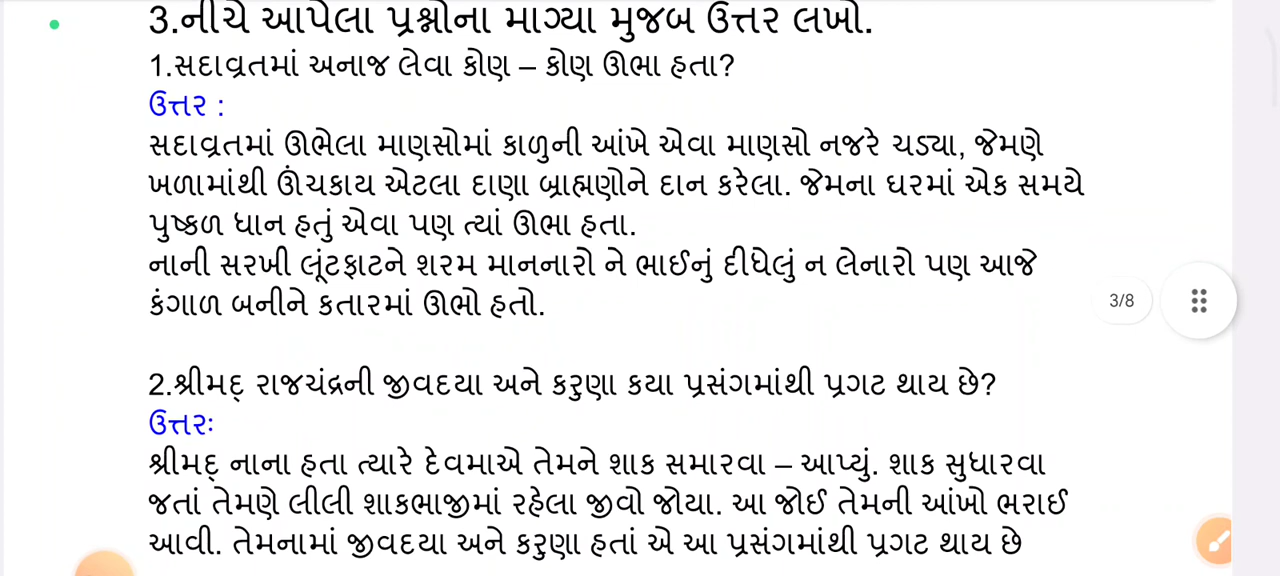 3.નીચે આપેલા પ્રશ્નોના માગ્યા મુજબ ઉત્તર લખો.
1.સદાવ્રતમાં અનાજ લેવા કોણ – કોણ ઊભા હતા?
ઉત્તર :
સદાવ્રતમાં ઊભેલા માણસોમાં કાળુની આંખે એવા માણસો નજરે ચડ્યા, જેમણે
ખળામાંથી ઊંચકાય એટલા દાણા બ્રાહ્મણોને દાન કરેલા. જેમના ઘરમાં એક સમયે
પુષ્કળ ધાન હતું એવા પણ ત્યાં ઊભા હતા.
નાની સરખી લૂંટફાટને શરમ માનનારો ને ભાઈનું દીધેલું ન લેનારો પણ આજે
કંગાળ બનીને કતારમાં ઊભો હતો.
3/8
2.શ્રીમદ્ રાજચંદ્રની જીવદયા અને કરુણા કયા પ્રસંગમાંથી પ્રગટ થાય છે?
ઉત્તરઃ
શ્રીમદ્ નાના હતા ત્યારે દેવમાએ તેમને શાક સમારવા – આપ્યું. શાક સુધારવા
જતાં તેમણે લીલી શાકભાજીમાં રહેલા જીવો જોયા. આ જોઈ તેમની આંખો ભરાઈ
આવી. તેમનામાં જીવદયા અને કરુણા હતાં એ આ પ્રસંગમાંથી પ્રગટ થાય છે